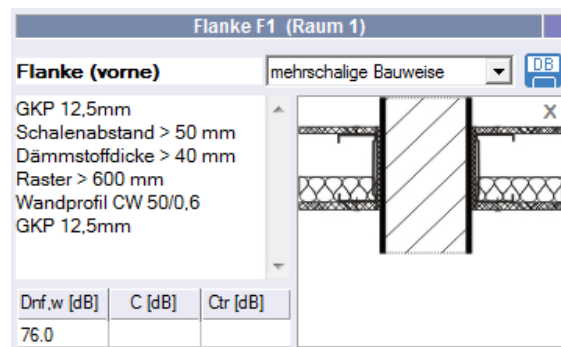 Flanke F1 (Raum 1)
Flanke (vorne)
mehrschalige Bauweise
DB
GKP 12,5mm
Schalenabstand > 50 mm
Dämmstoffdicke > 40 mm
Raster > 600 mm
Wandprofil CW 50/0,6
GKP 12,5mm
X
Dnf,w [dB] C [dB] Ctr [dB]
76.0